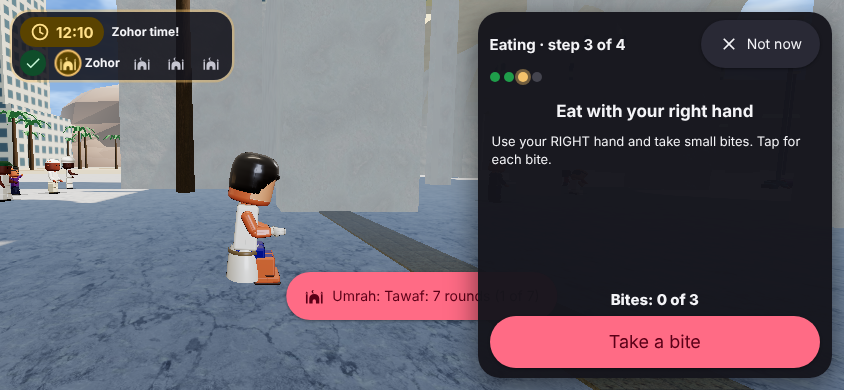 12:10 Zohor time!
Zohor
Eating · step 3 of 4
Not now
Eat with your right hand
Use your RIGHT hand and take small bites. Tap for
each bite.
Umrah: Tawaf: 7
Bites: 0 of 3
Take a bite